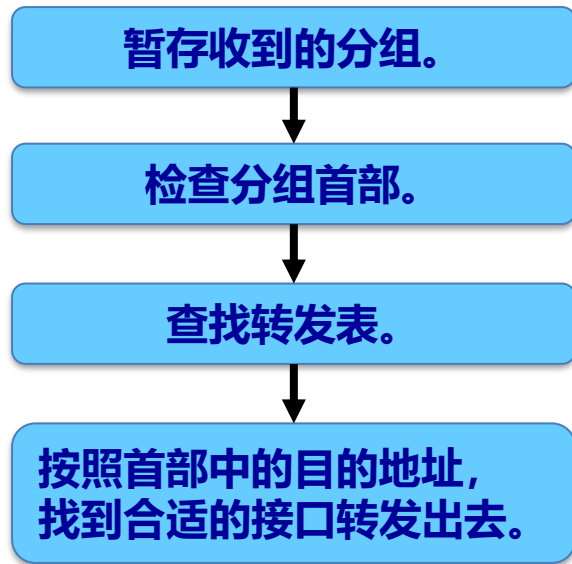 暂存收到的分组。
检查分组首部。
查找转发表。
按照首部中的目的地址，
找到合适的接口转发出去。